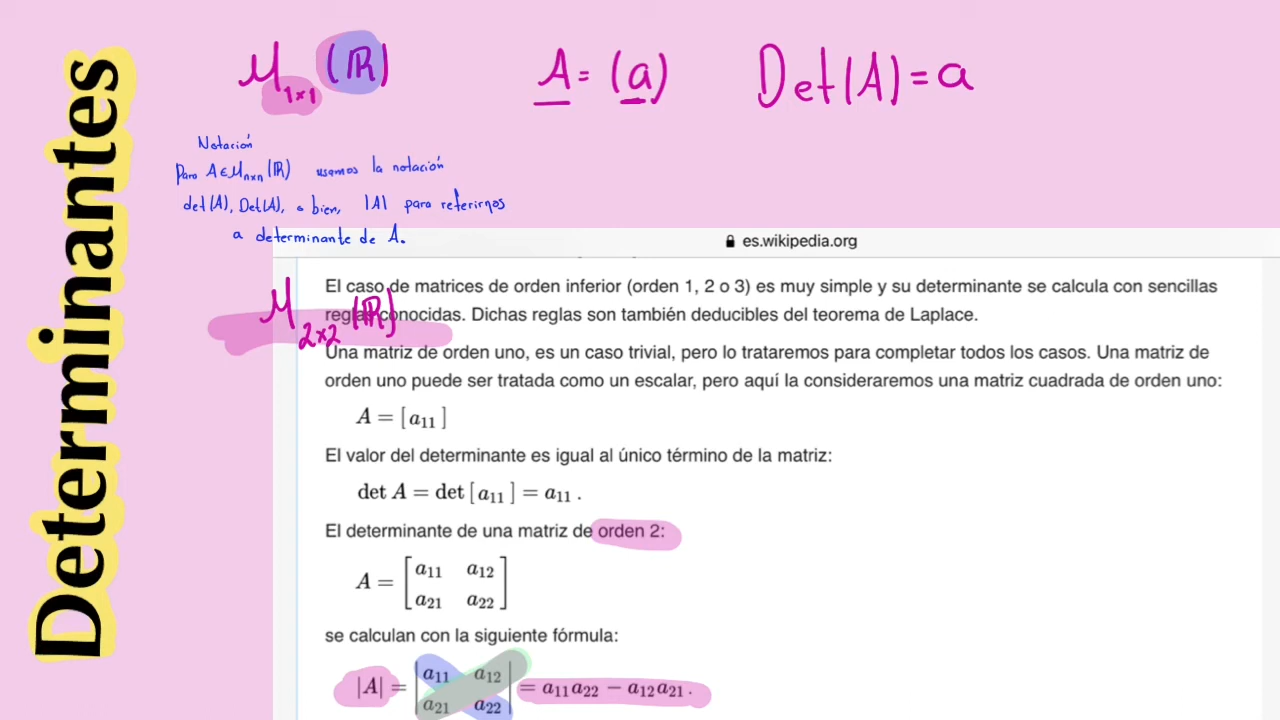 Determinantes
M₁ₓ₁ (ℝ) A = (a) Det(A) = a
Notación
para A ∈ Mₙₓₙ (ℝ) usamos la notación
det(A), Det(A), o bien, |A| para referirnos
a determinante de A.
es.wikipedia.org
El caso de matrices de orden inferior (orden 1, 2 o 3) es muy simple y su determinante se calcula con sencillas
reglas conocidas. Dichas reglas son también deducibles del teorema de Laplace.
M₂ₓ₂ (ℝ)
Una matriz de orden uno, es un caso trivial, pero lo trataremos para completar todos los casos. Una matriz de
orden uno puede ser tratada como un escalar, pero aquí la consideraremos una matriz cuadrada de orden uno:
A = [ a₁₁ ]
El valor del determinante es igual al único término de la matriz:
det A = det [ a₁₁ ] = a₁₁ .
El determinante de una matriz de orden 2:
A = [ a₁₁ a₁₂
a₂₁ a₂₂ ]
se calculan con la siguiente fórmula:
|A| = | a₁₁ a₁₂
a₂₁ a₂₂ | = a₁₁a₂₂ − a₁₂a₂₁ .